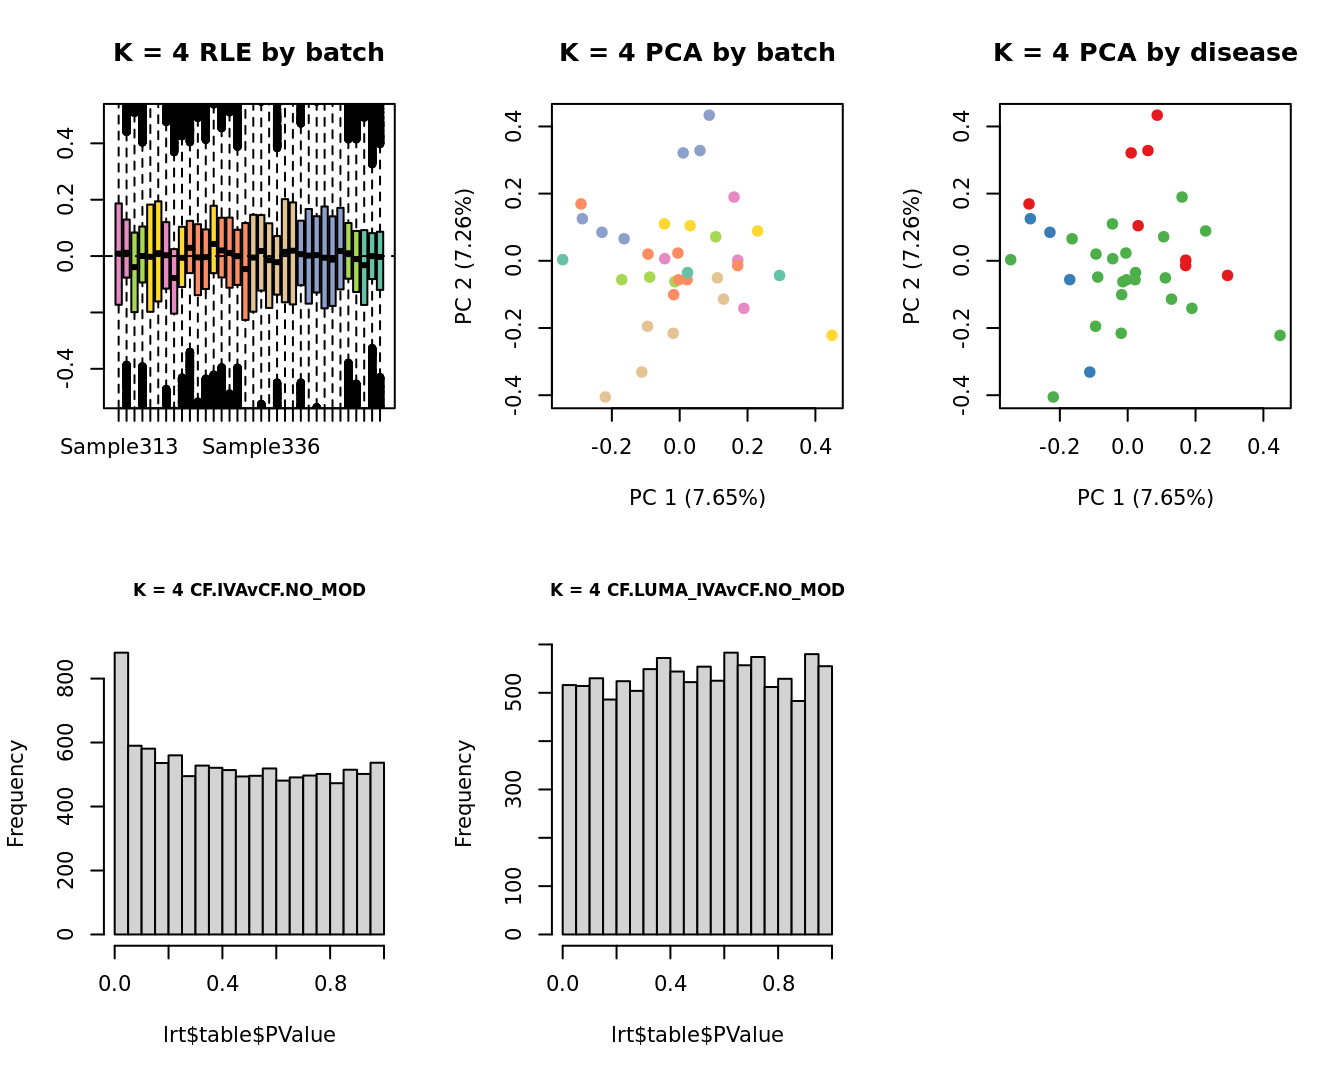 K = 4 RLE by batch
0.4
0.2
0.0
-0.4
Sample313 Sample336
K = 4 PCA by batch
PC 2 (7.26%)
0.4
0.2
0.0
-0.2
-0.4
-0.2 0.0 0.2 0.4
PC 1 (7.65%)
K = 4 PCA by disease
PC 2 (7.26%)
0.4
0.2
0.0
-0.2
-0.4
-0.2 0.0 0.2 0.4
PC 1 (7.65%)
K = 4 CF.IVAvCF.NO_MOD
Frequency
800
600
400
200
0
0.0 0.4 0.8
lrt$table$PValue
K = 4 CF.LUMA_IVAvCF.NO_MOD
Frequency
500
300
100
0
0.0 0.4 0.8
lrt$table$PValue